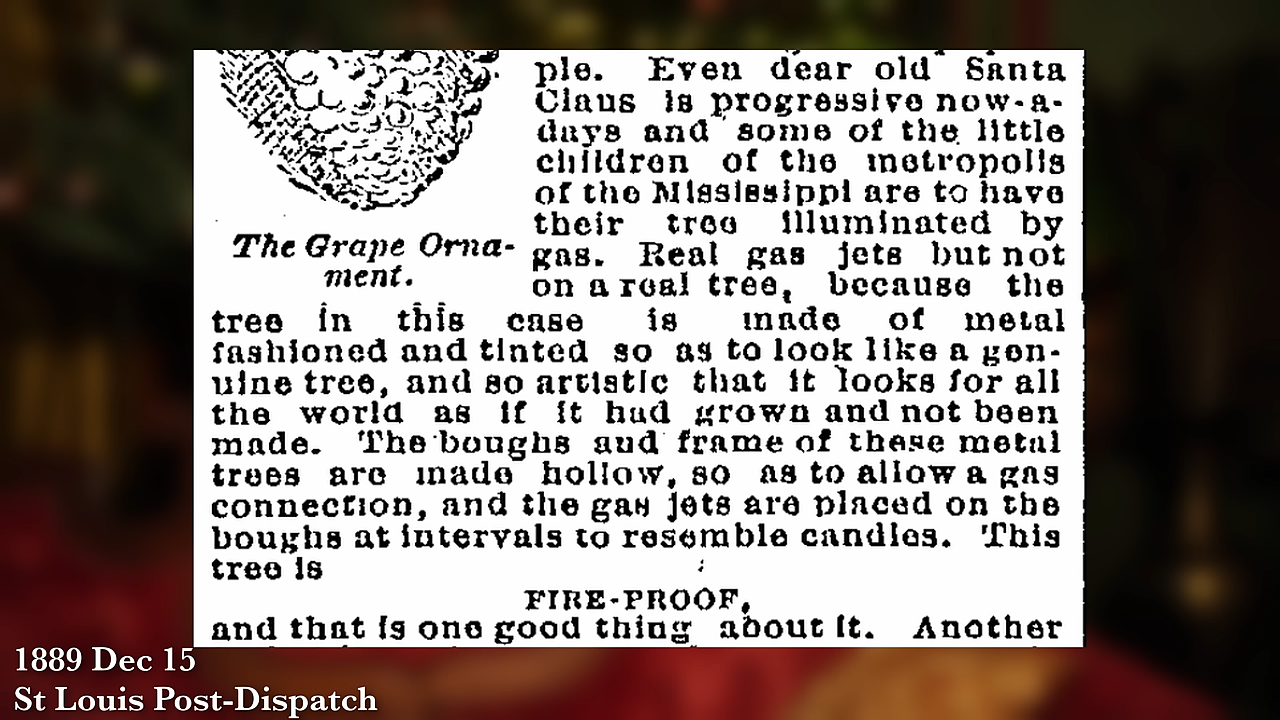 ple. Even dear old Santa
Claus is progressive now-a-
days and some of the little
children of the metropolis
of the Mississippi are to have
their tree illuminated by
gas. Real gas jets but not
on a real tree, because the
The Grape Orna-
ment.
tree in this case is made of metal
fashioned and tinted so as to look like a gen-
uine tree, and so artistic that it looks for all
the world as if it had grown and not been
made. The boughs and frame of these metal
trees are made hollow, so as to allow a gas
connection, and the gas jets are placed on the
boughs at intervals to resemble candles. This
tree is
FIRE-PROOF,
and that is one good thing about it. Another
1889 Dec 15
St Louis Post-Dispatch